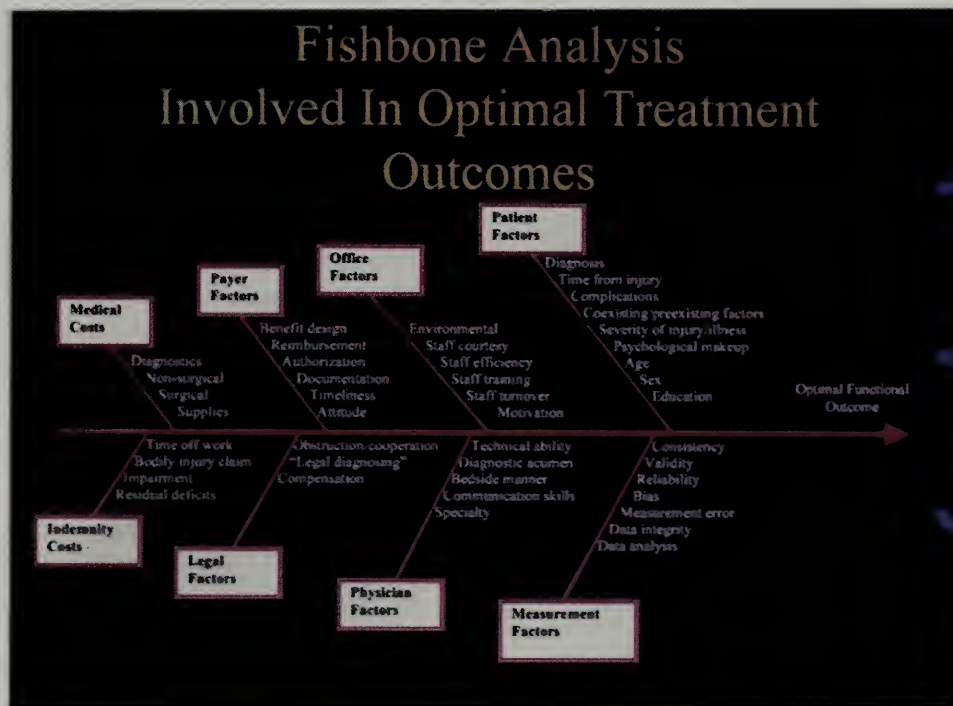 Fishbone Analysis
Involved In Optimal Treatment
Outcomes
Patient
Factors
Diagnosis
Time from injury
Complications
Coexisting/preexisting factors
Severity of injury/illness
Psychological makeup
Age
Sex
Education
Office
Factors
Environmental
Staff courtesy
Staff efficiency
Staff training
Staff turnover
Motivation
Payer
Factors
Benefit design
Reimbursement
Authorization
Documentation
Timeliness
Attitude
Medical
Costs
Diagnostics
Non-surgical
Surgical
Supplies
Optimal Functional
Outcome
Time off work
Bodily injury claim
Impairment
Residual deficits
Indemnity
Costs
Obstruction/cooperation
"Legal diagnosing"
Compensation
Legal
Factors
Technical ability
Diagnostic acumen
Bedside manner
Communication skills
Specialty
Physician
Factors
Consistency
Validity
Reliability
Bias
Measurement error
Data integrity
Data analysis
Measurement
Factors